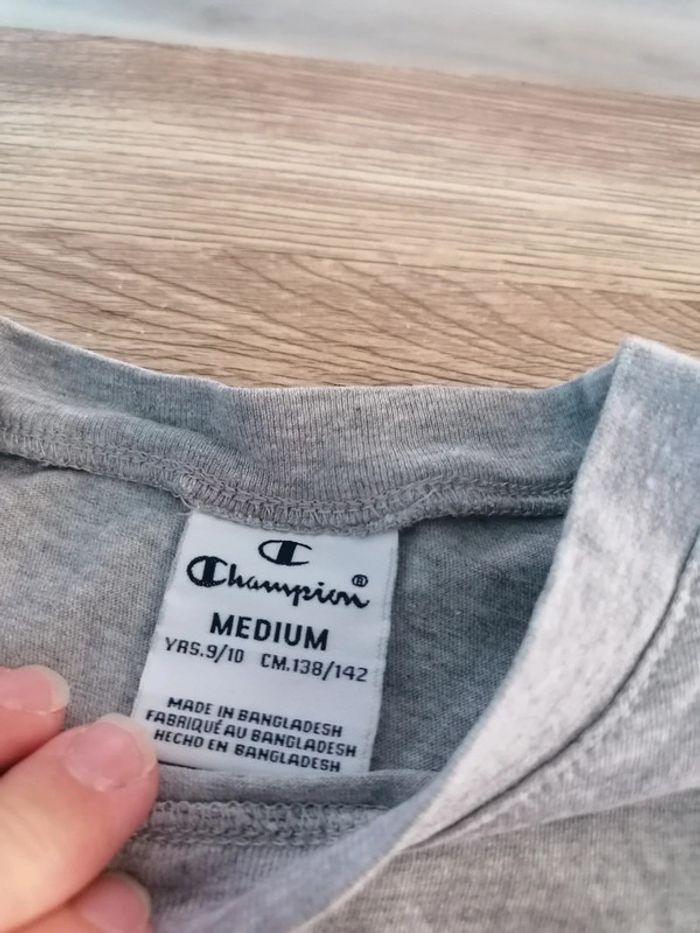 Champion®
MEDIUM
YRS.9/10 CM.138/142
MADE IN BANGLADESH
FABRIQUÉ AU BANGLADESH
HECHO EN BANGLADESH